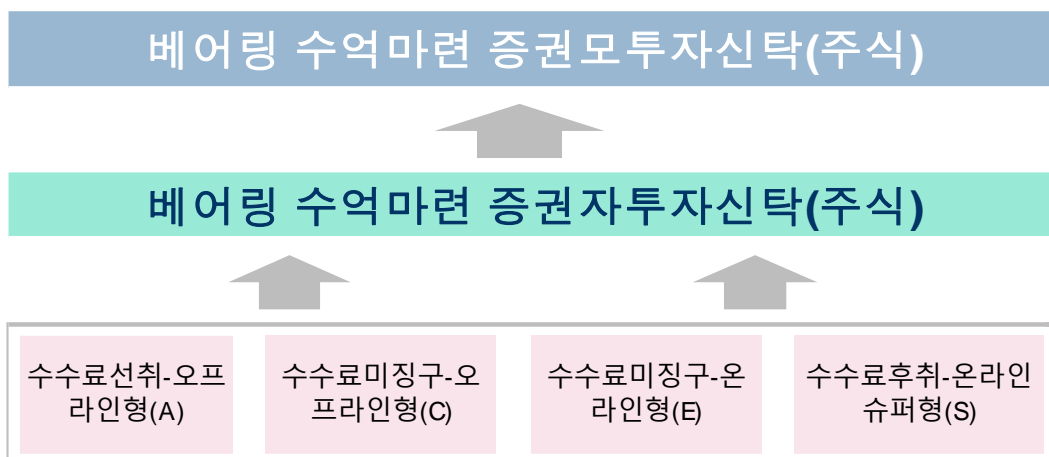 베어링 수억마련 증권모투자신탁(주식)
베어링 수억마련 증권자투자신탁(주식)
수수료선취-오프
라인형(A)
수수료미징구-오
프라인형(C)
수수료미징구-온
라인형(E)
수수료후취-온라인
슈퍼형(S)